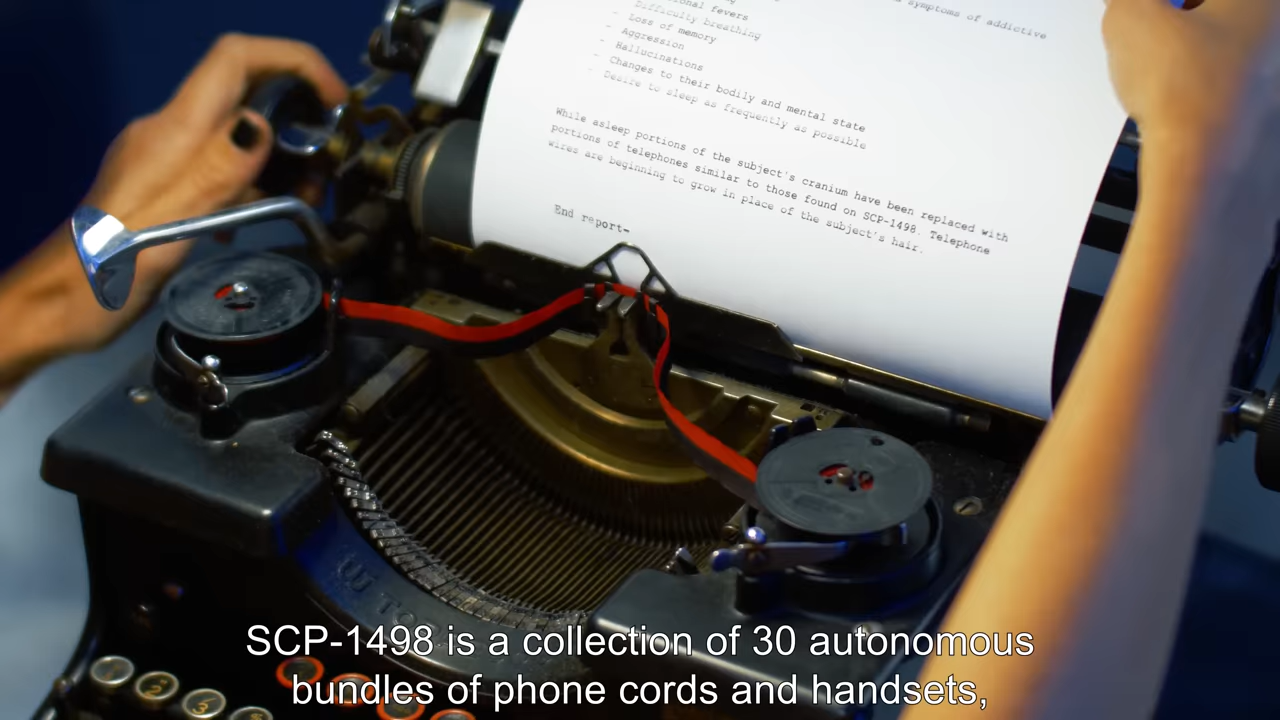 symptoms of addictive
fevers
Difficulty breathing
- Loss of memory
- Aggression
- Hallucinations
- Changes to their bodily and mental state
- Desire to sleep as frequently as possible
While asleep portions of the subject's cranium have been replaced with
portions of telephones similar to those found on SCP-1498. Telephone
wires are beginning to grow in place of the subject's hair.
End report-
2
3
SCP-1498 is a collection of 30 autonomous
bundles of phone cords and handsets,